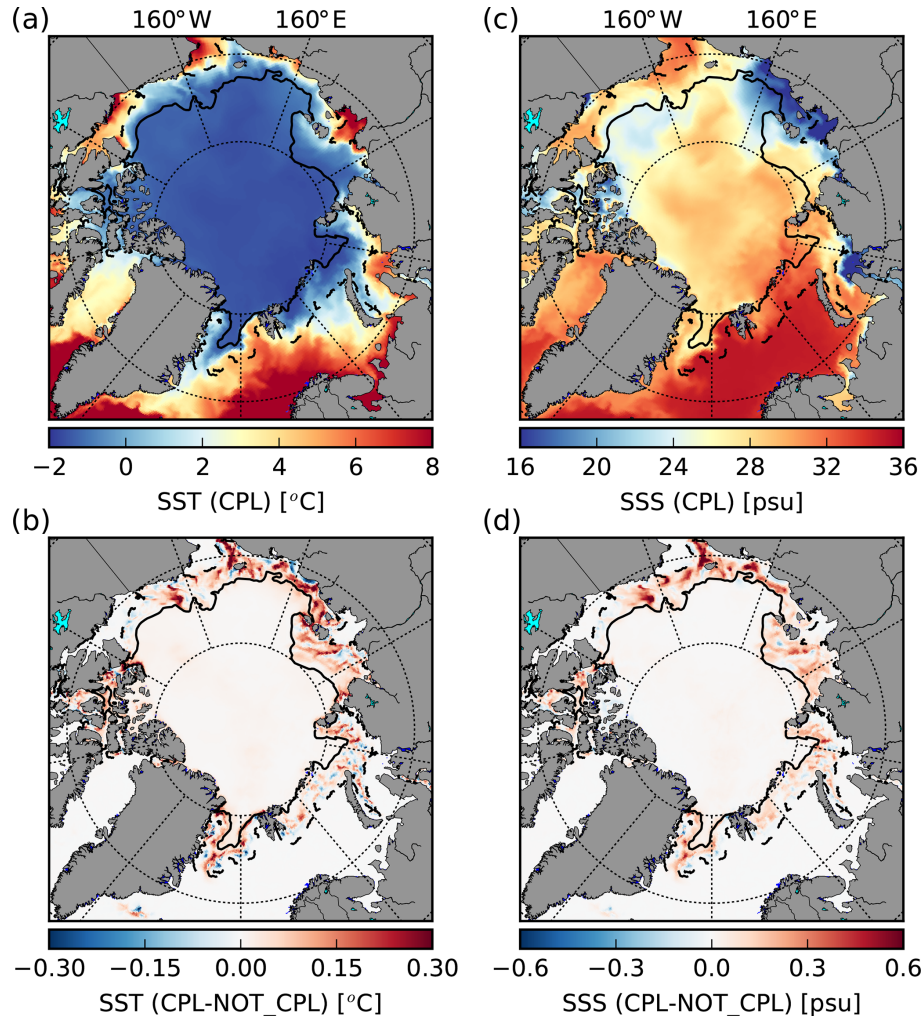 (a) 160°W 160°E
(c) 160°W 160°E
−2 0 2 4 6 8
SST (CPL) [°C]
16 20 24 28 32 36
SSS (CPL) [psu]
(b)
(d)
−0.30 −0.15 0.00 0.15 0.30
SST (CPL-NOT_CPL) [°C]
−0.6 −0.3 0.0 0.3 0.6
SSS (CPL-NOT_CPL) [psu]